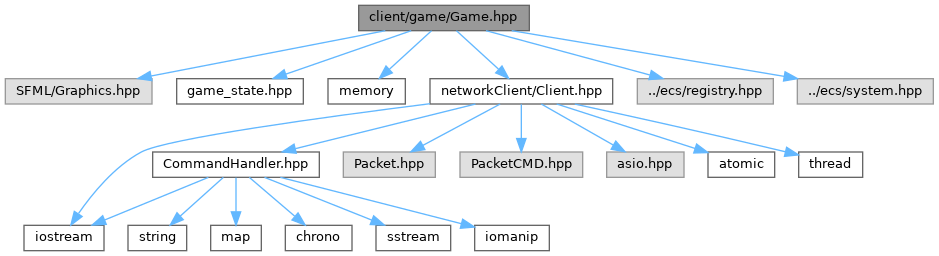 client/game/Game.hpp
SFML/Graphics.hpp
game_state.hpp
memory
networkClient/Client.hpp
../ecs/registry.hpp
../ecs/system.hpp
CommandHandler.hpp
Packet.hpp
PacketCMD.hpp
asio.hpp
atomic
thread
iostream
string
map
chrono
sstream
iomanip